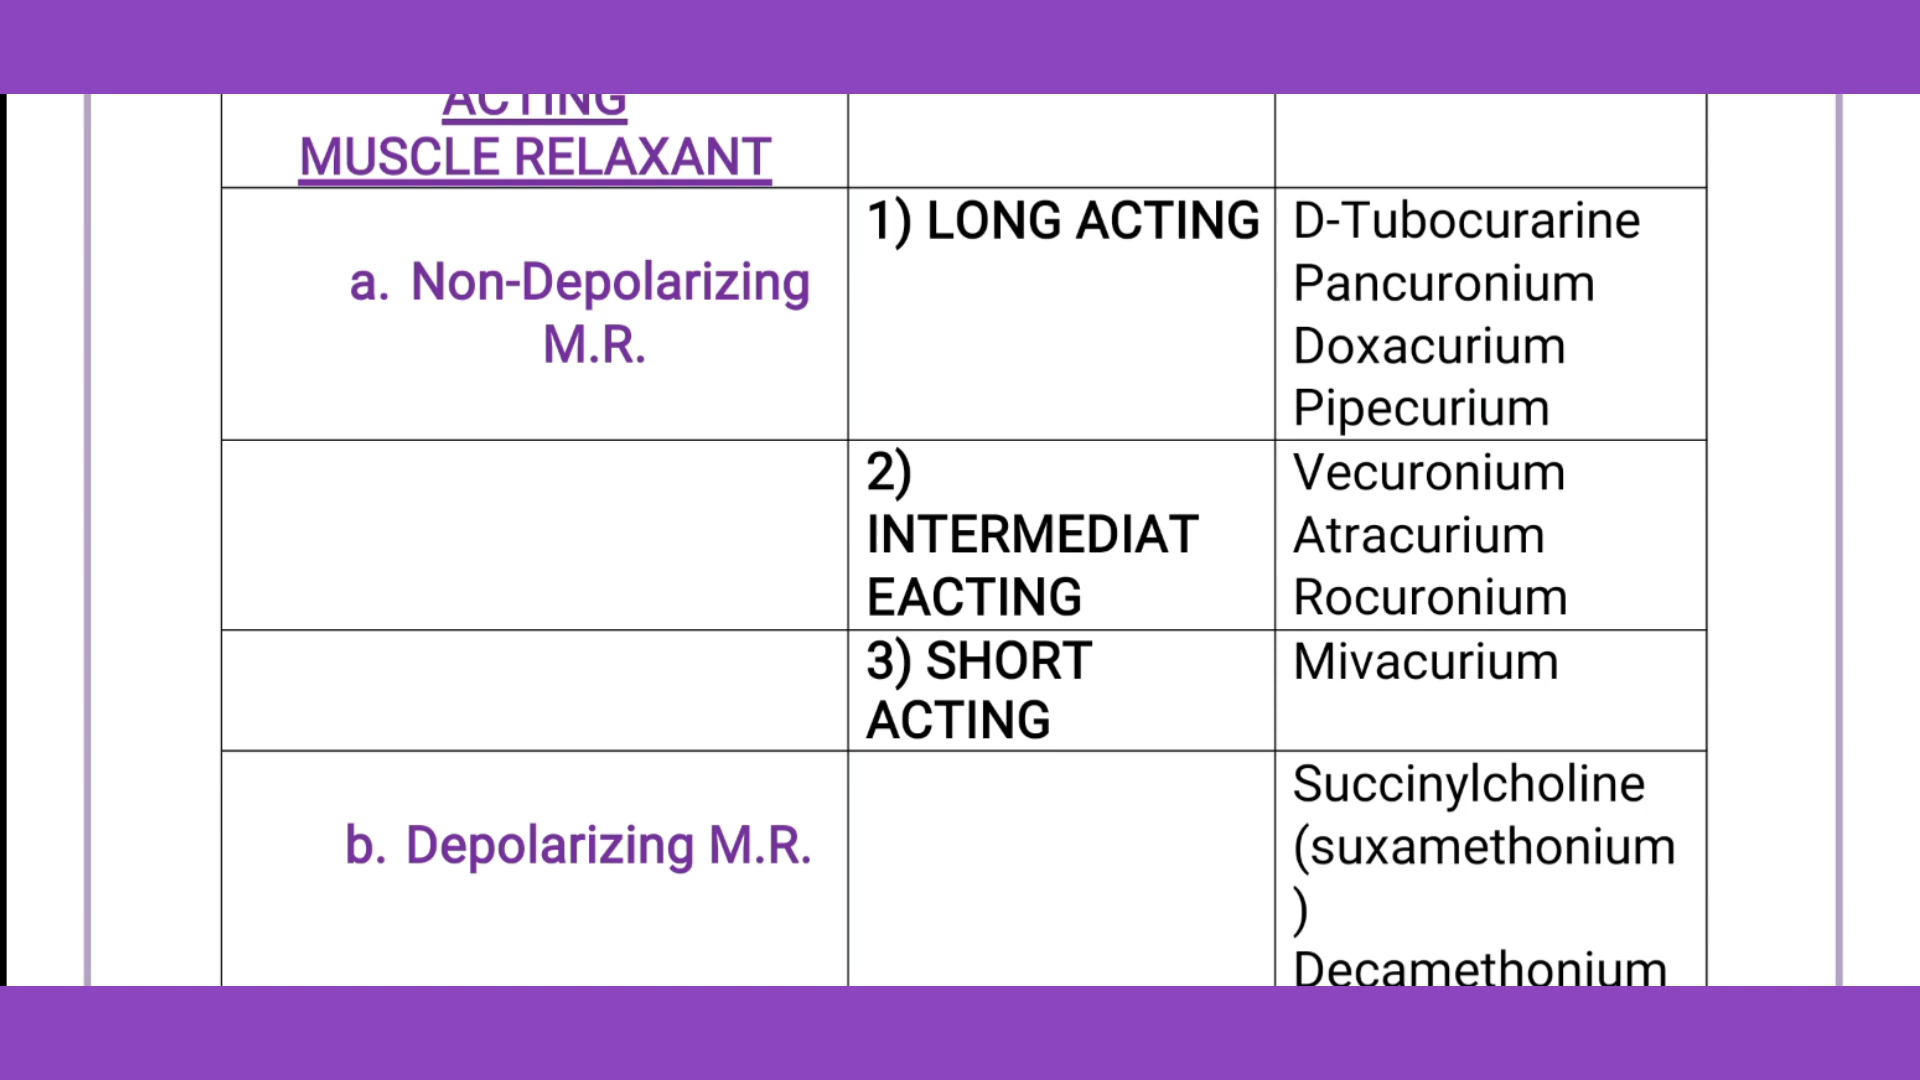 ACTING
MUSCLE RELAXANT
1) LONG ACTING
D-Tubocurarine
a. Non-Depolarizing
Pancuronium
M.R.
Doxacurium
Pipecurium
2)
Vecuronium
INTERMEDIAT
Atracurium
EACTING
Rocuronium
3) SHORT
Mivacurium
ACTING
Succinylcholine
b. Depolarizing M.R.
(suxamethonium
)
Decamethonium